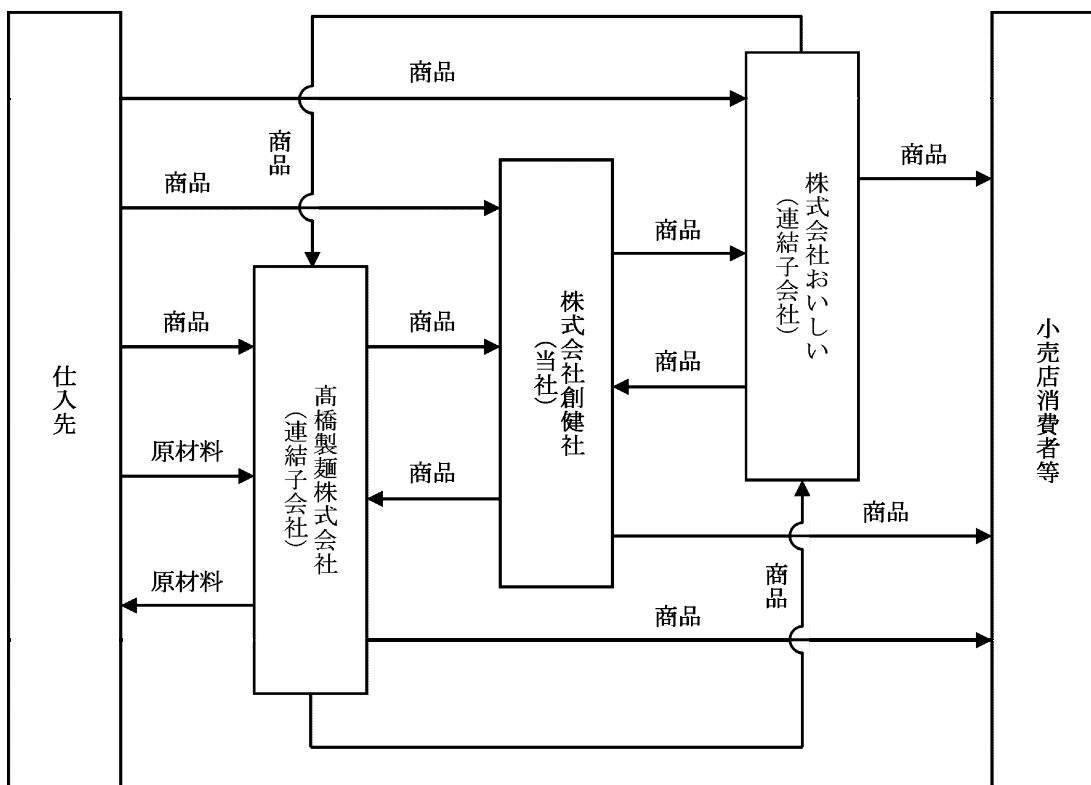 商品
商品
商品
商品
商品
株式会社おいしい
（連結子会社）
商品
商品
株式会社創健社
（当社）
商品
商品
仕入先
小売店消費者等
原材料
髙橋製麺株式会社
（連結子会社）
商品
商品
原材料
商品
商品